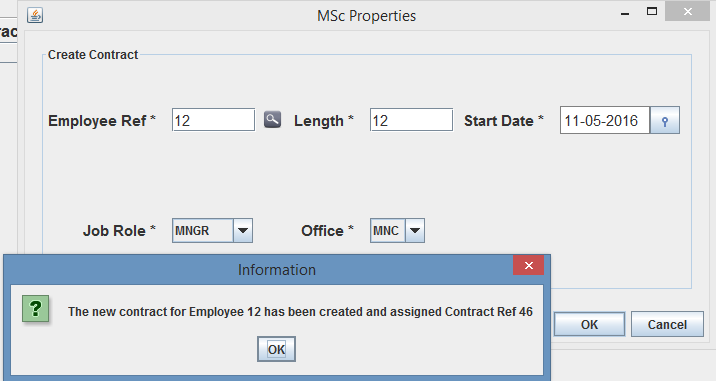 MSc Properties
Create Contract
Employee Ref * 12 Length * 12 Start Date * 11-05-2016
Job Role * MNGR Office * MNC
Information
? The new contract for Employee 12 has been created and assigned Contract Ref 46
OK
OK Cancel